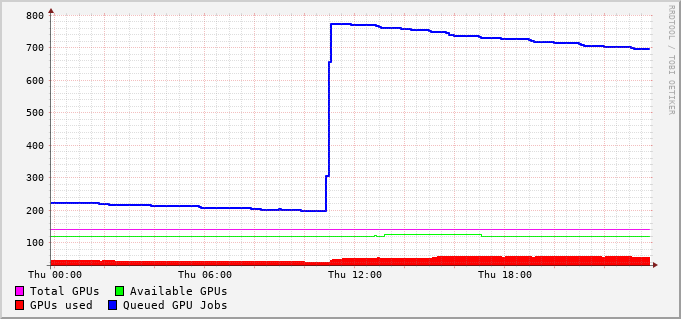 800
700
600
500
400
300
200
100
Thu 00:00 Thu 06:00 Thu 12:00 Thu 18:00
RRDTOOL / TOBI OETIKER
Total GPUs Available GPUs
GPUs used Queued GPU Jobs